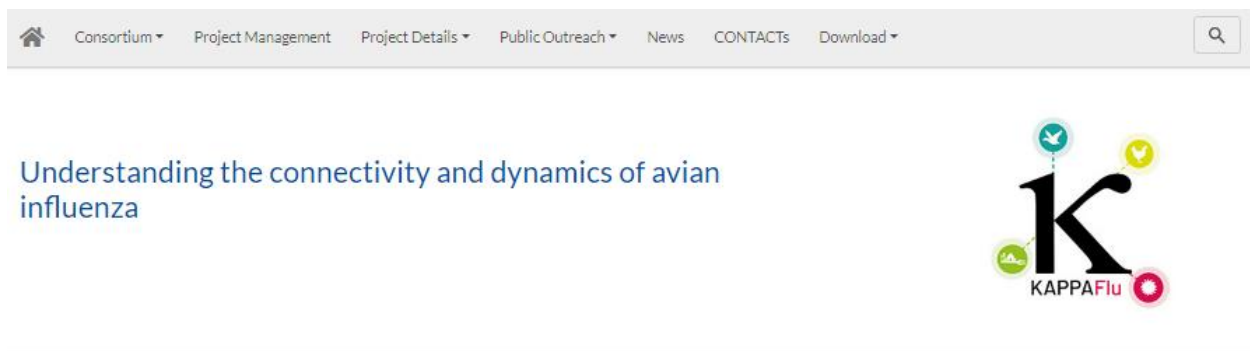 Consortium Project Management Project Details Public Outreach News CONTACTs Download
Understanding the connectivity and dynamics of avian
influenza
K
KAPPAFlu